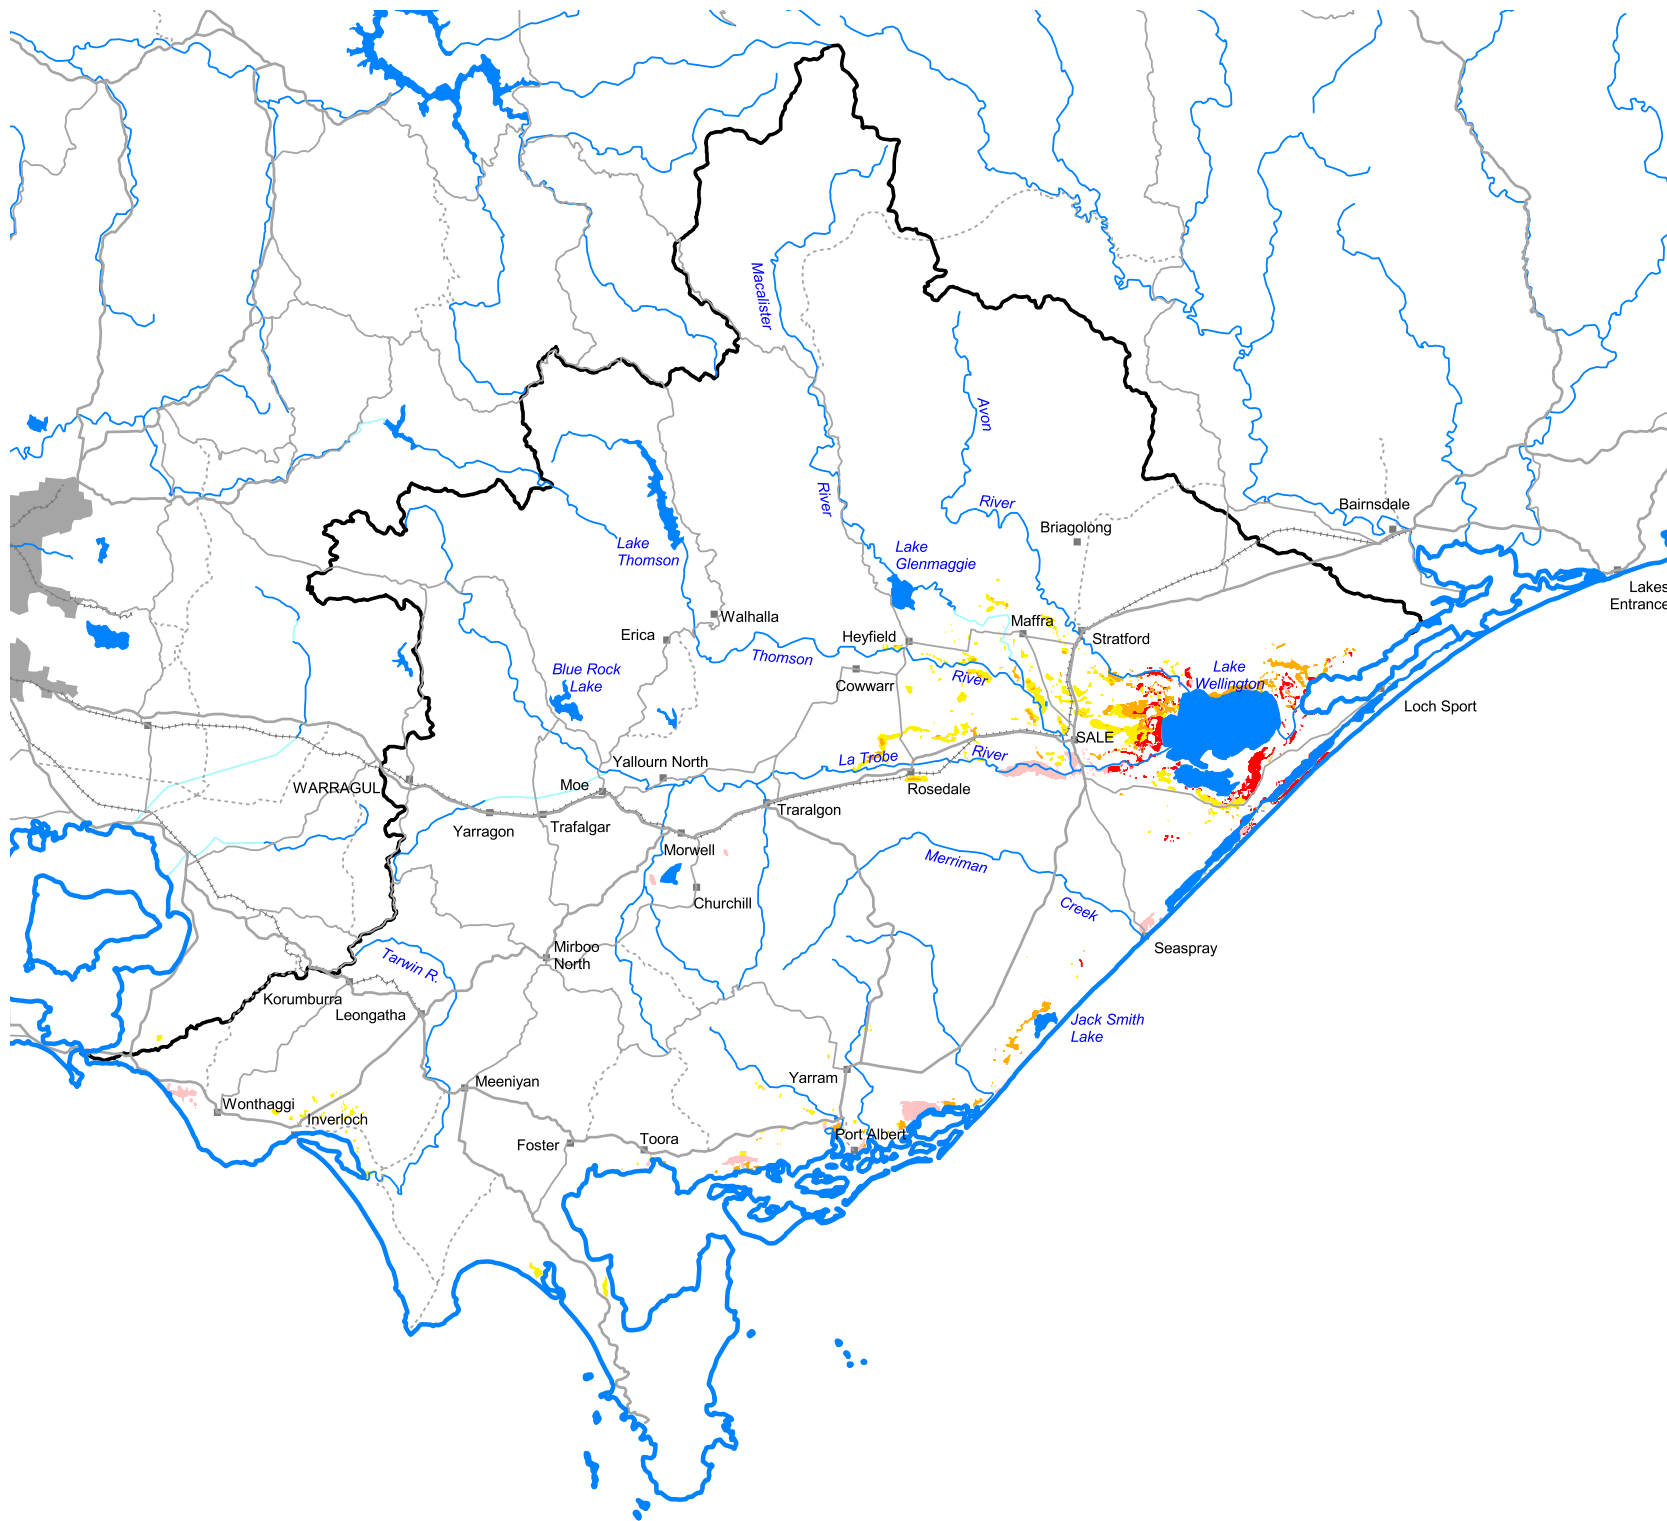 Macalister
River
Avon
River
Bairnsdale
Briagolong
Lake
Thomson
Lake
Glenmaggie
Lakes
Entrance
Walhalla
Erica
Heyfield
Maffra
Stratford
Thomson
River
Cowwarr
Blue Rock
Lake
Lake
Wellington
Loch Sport
SALE
La Trobe
River
Yallourn North
Moe
WARRAGUL
Rosedale
Yarragon
Trafalgar
Traralgon
Morwell
Merriman
Creek
Churchill
Seaspray
Mirboo
North
Tarwin R.
Korumburra
Leongatha
Jack Smith
Lake
Yarram
Meeniyan
Wonthaggi
Inverloch
Foster
Toora
Port Albert